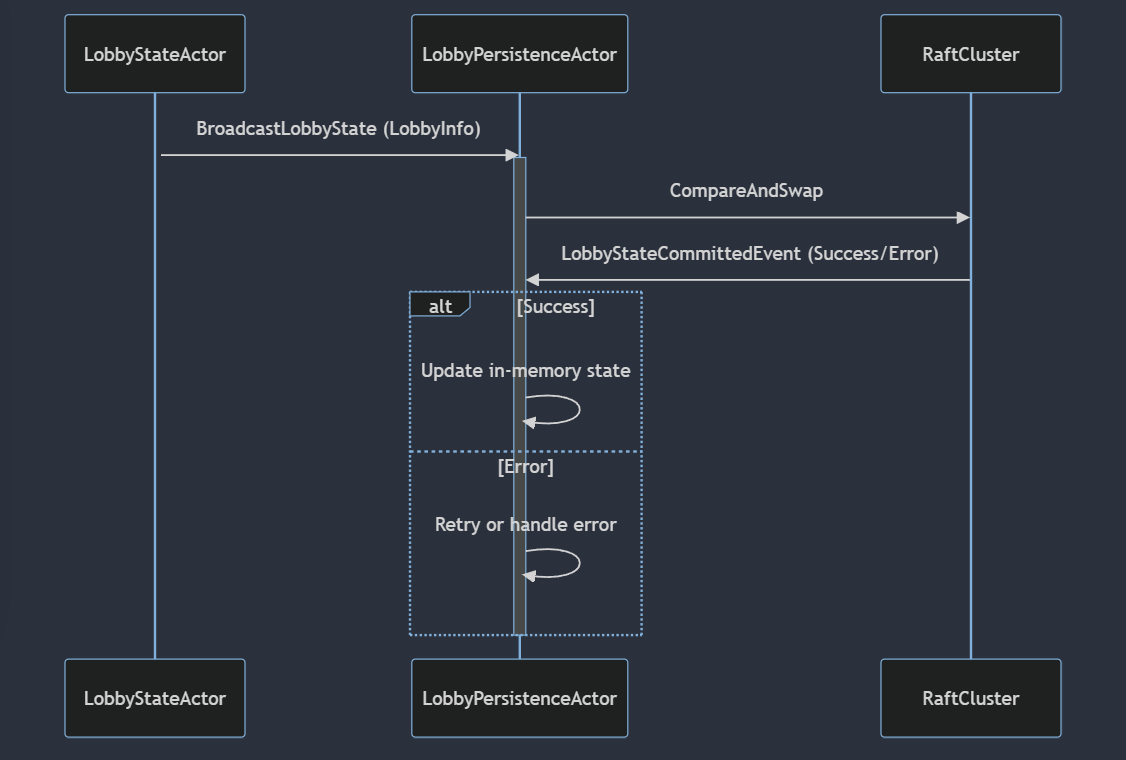 LobbyStateActor
LobbyPersistenceActor
RaftCluster
BroadcastLobbyState (LobbyInfo)
CompareAndSwap
LobbyStateCommittedEvent (Success/Error)
alt
[Success]
Update in-memory state
[Error]
Retry or handle error
LobbyStateActor
LobbyPersistenceActor
RaftCluster